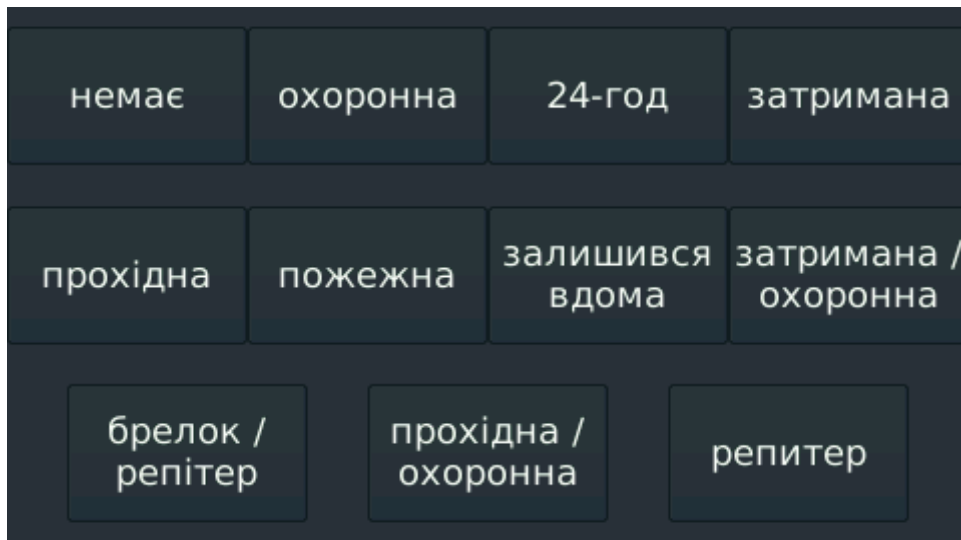 немає охоронна 24-год затримана
прохідна пожежна залишився вдома затримана / охоронна
брелок / репітер прохідна / охоронна репитер